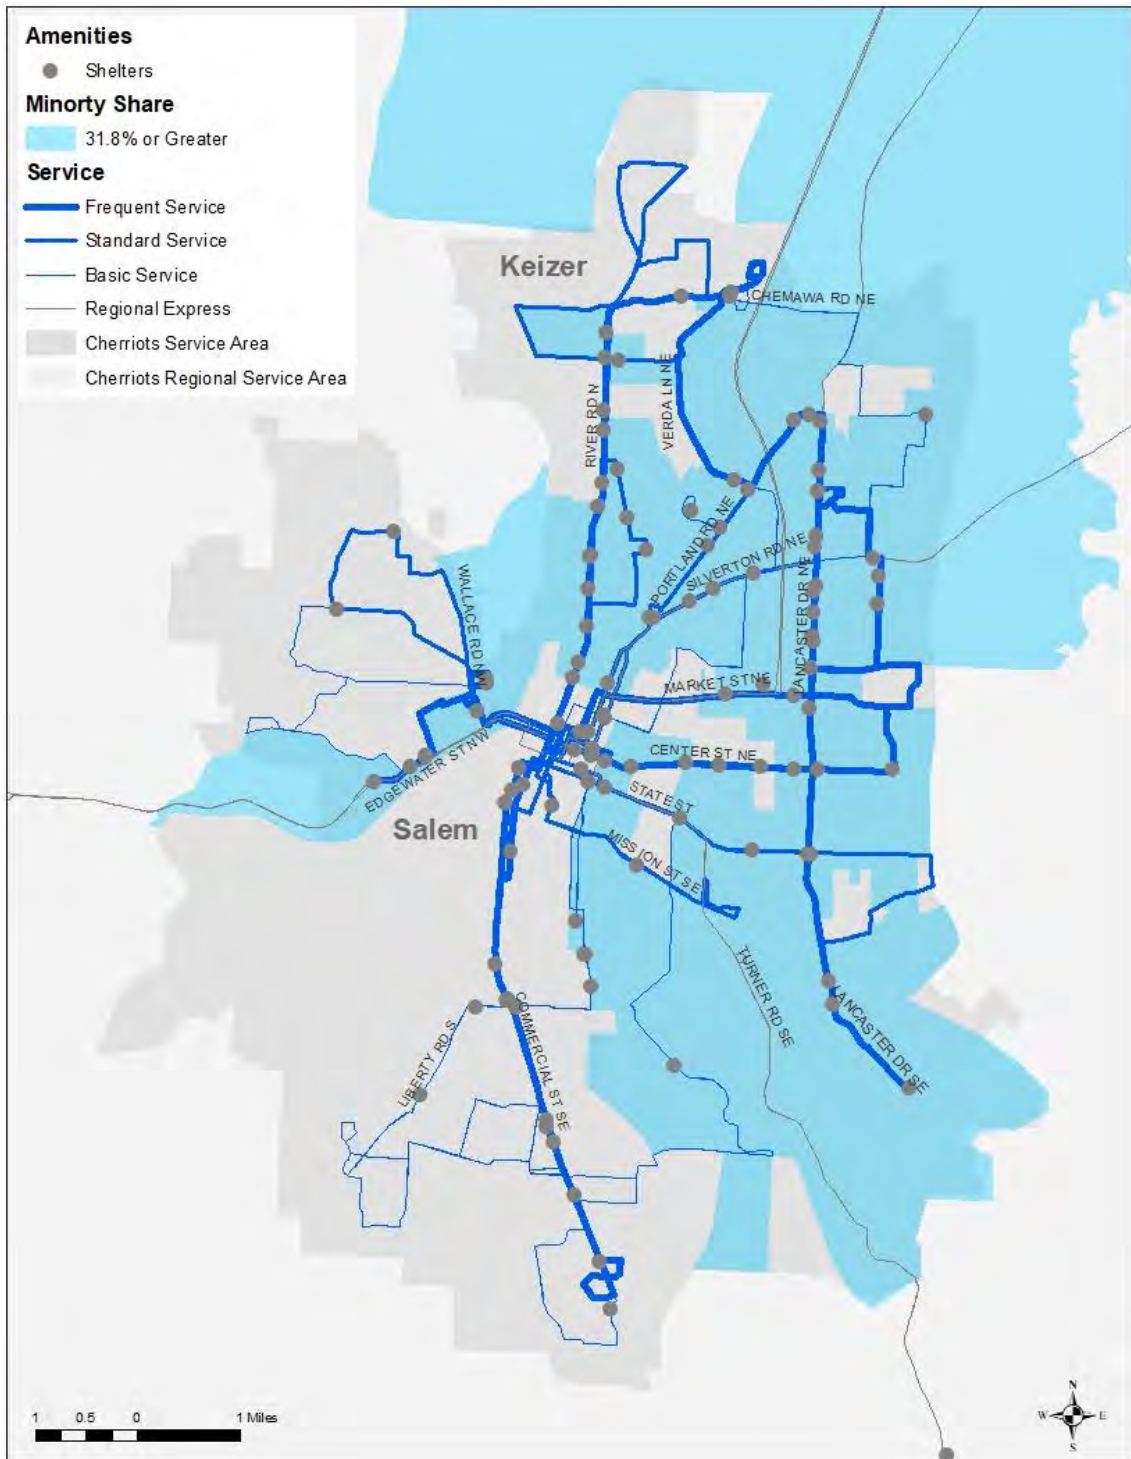 Amenities
Shelters
Minorty Share
31.8% or Greater
Service
Frequent Service
Standard Service
Basic Service
Regional Express
Cherriots Service Area
Cherriots Regional Service Area
Keizer
CHEMAWA RD NE
RIVER RD N
VERDA LN NE
PORTLAND RD NE
SILVERTON RD NE
LANCASTER DR NE
WALLACE RD NW
MARKET ST NE
CENTER ST NE
EDGEWATER ST NW
STATE ST
Salem
MISSION ST SE
TURNER RD SE
LANCASTER DR SE
COMMERCIAL ST SE
LIBERTY RD S
1 0.5 0 1 Miles
N
W E
S